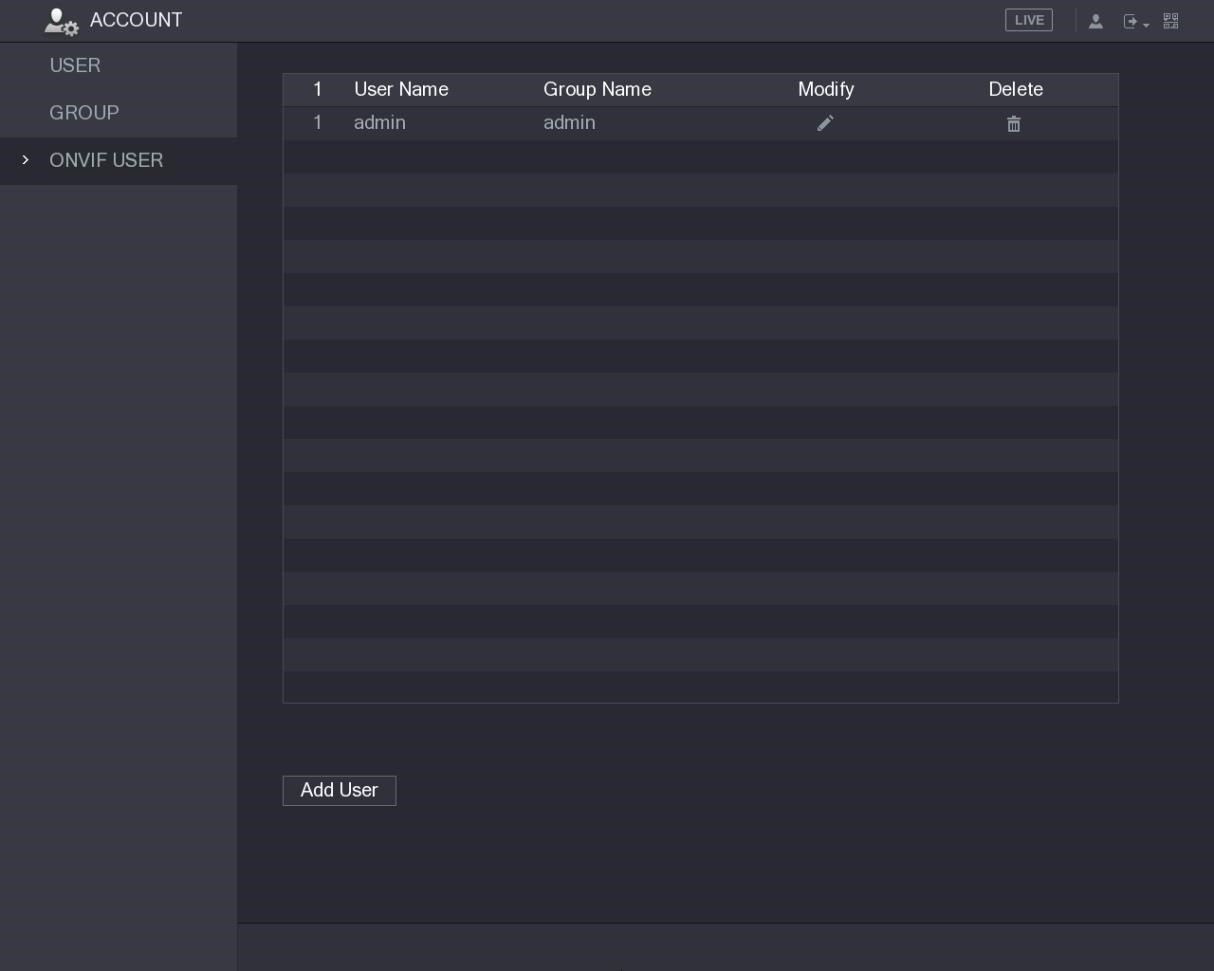 ACCOUNT LIVE
USER
GROUP
> ONVIF USER
1 User Name Group Name Modify Delete
1 admin admin
Add User